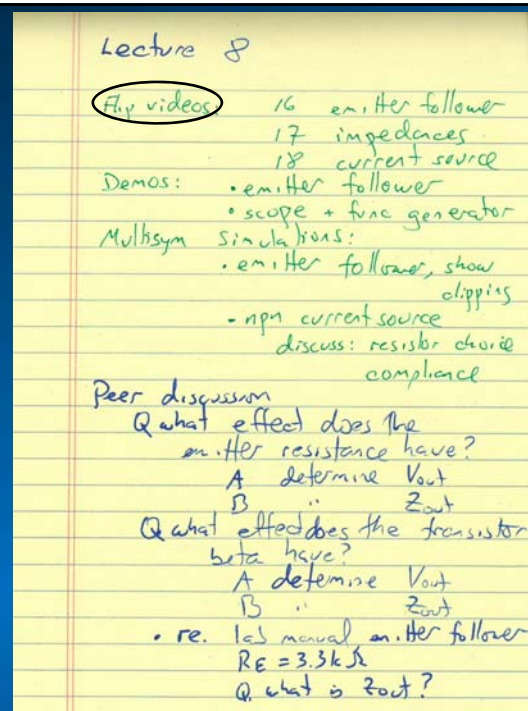 Lecture 8
Flip videos: 16 emitter follower
17 impedances
18 current source
Demos: • emitter follower
• scope + func generator
Multisym Simulations:
• emitter follower, show
clipping
- npn current source
discuss: resistor choice
compliance
Peer discussion
Q what effect does the
emitter resistance have?
A determine Vout
B " Zout
Q what effect does the transistor
beta have?
A determine Vout
B " Zout
• re. lab manual emitter follower
RE = 3.3k Ω
Q. what is Zout?